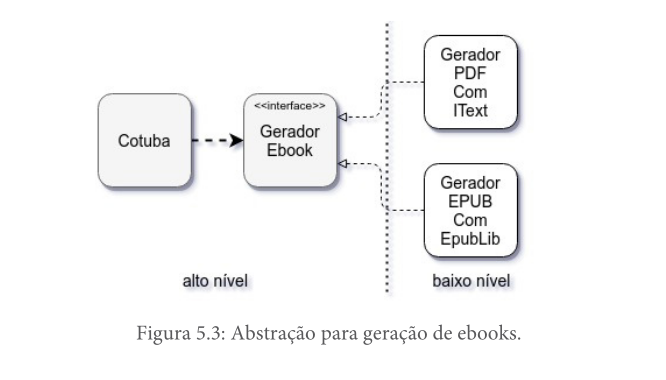 Cotuba
<<interface>>
Gerador
Ebook
Gerador
PDF
Com
IText
Gerador
EPUB
Com
EpubLib
alto nível
baixo nível
Figura 5.3: Abstração para geração de ebooks.